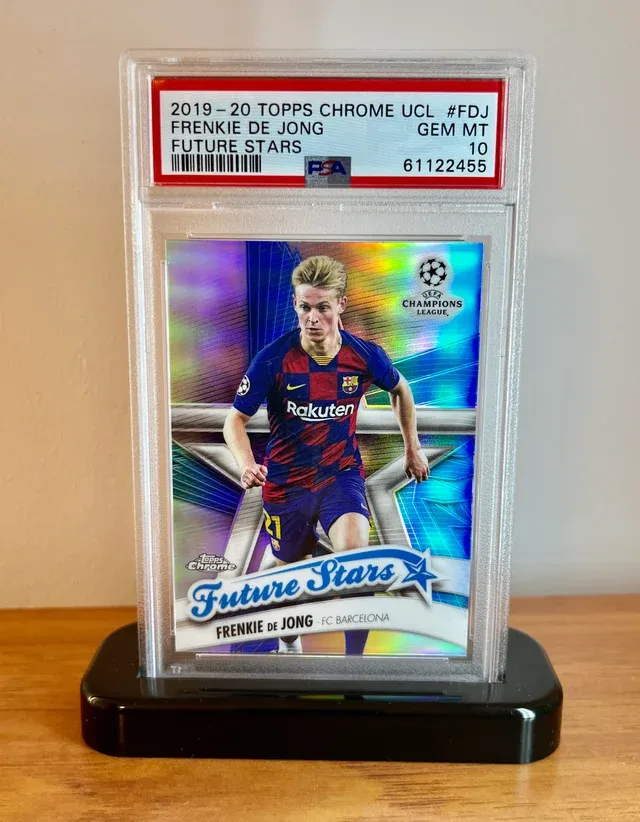 2019-20 TOPPS CHROME UCL #FDJ
FRENKIE DE JONG GEM MT
FUTURE STARS 10
PSA 61122455
UEFA
CHAMPIONS
LEAGUE
Rakuten
21
Topps
Chrome
Future Stars
FRENKIE DE JONG - FC BARCELONA